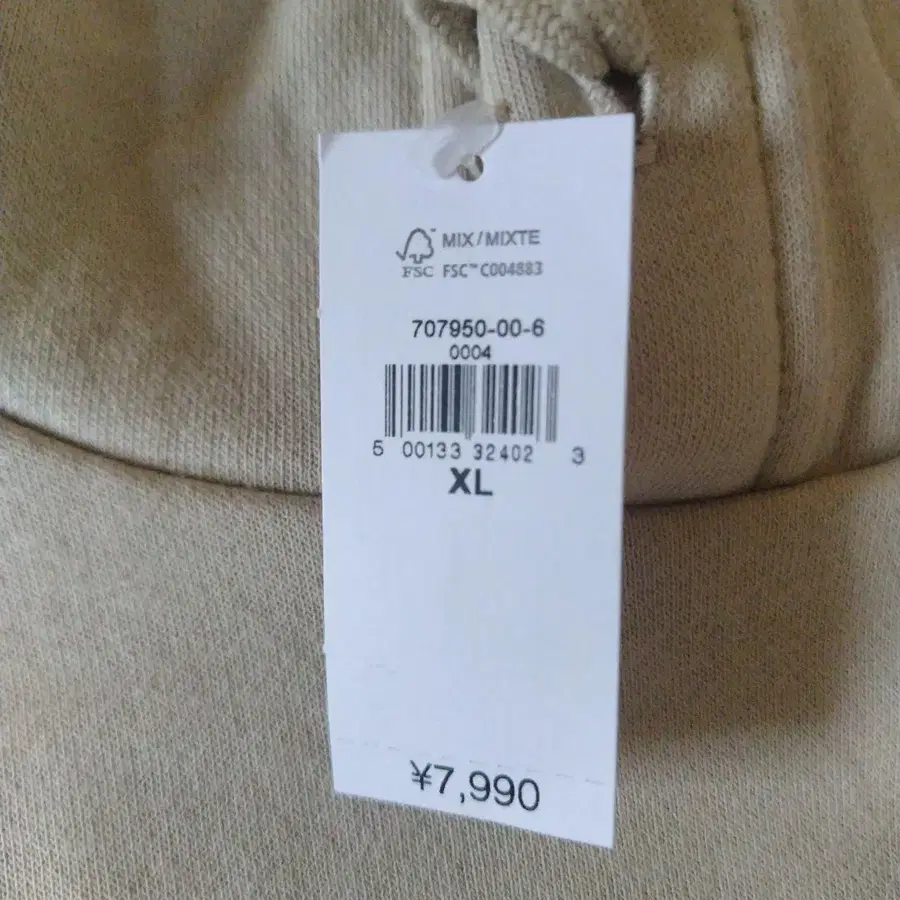 MIX/MIXTE
FSC FSC™ C004883
707950-00-6
0004
5 00133 32402 3
XL
¥7,990